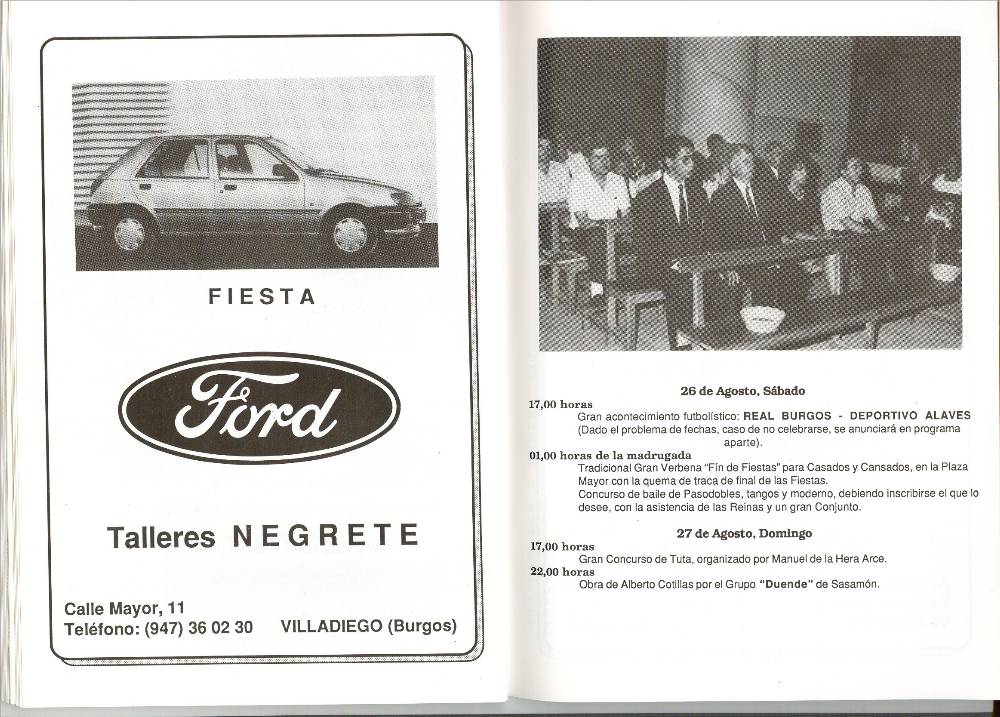 FIESTA
Ford
Talleres NEGRETE
Calle Mayor, 11
Teléfono: (947) 36 02 30 VILLADIEGO (Burgos)
26 de Agosto, Sábado
17,00 horas
Gran acontecimiento futbolístico: REAL BURGOS - DEPORTIVO ALAVES
(Dado el problema de fechas, caso de no celebrarse, se anunciará en programa
aparte).
01,00 horas de la madrugada
Tradicional Gran Verbena "Fin de Fiestas" para Casados y Cansados, en la Plaza
Mayor con la quema de traca de final de las Fiestas.
Concurso de baile de Pasodobles, tangos y moderno, debiendo inscribirse el que lo
desee, con la asistencia de las Reinas y un gran Conjunto.
27 de Agosto, Domingo
17,00 horas
Gran Concurso de Tuta, organizado por Manuel de la Hera Arce.
22,00 horas
Obra de Alberto Cotillas por el Grupo "Duende" de Sasamón.